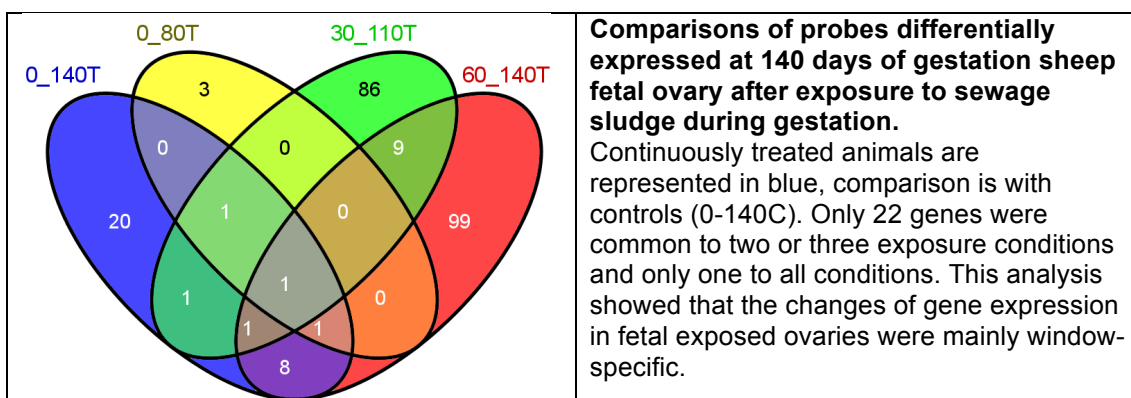 0_80T
30_110T
0_140T
60_140T
3
86
0
0
9
20
1
0
99
1
1
0
1
1
8
Comparisons of probes differentially
expressed at 140 days of gestation sheep
fetal ovary after exposure to sewage
sludge during gestation.
Continuously treated animals are
represented in blue, comparison is with
controls (0-140C). Only 22 genes were
common to two or three exposure conditions
and only one to all conditions. This analysis
showed that the changes of gene expression
in fetal exposed ovaries were mainly window-
specific.